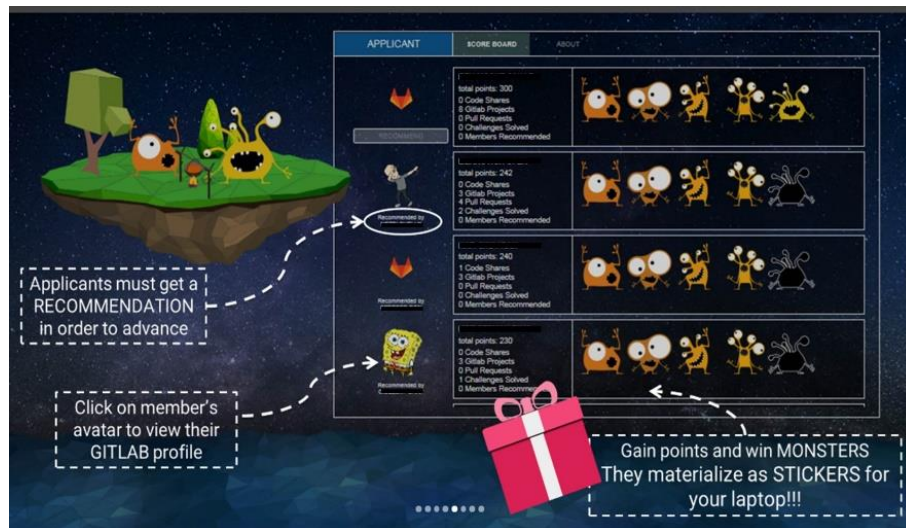 APPLICANT
SCORE BOARD
ABOUT
total points: 300
0 Code Shares
8 Gitlab Projects
0 Pull Requests
0 Challenges Solved
0 Members Recommended
RECOMMEND
total points: 242
0 Code Shares
3 Gitlab Projects
4 Pull Requests
2 Challenges Solved
0 Members Recommended
Recommended by
total points: 240
1 Code Shares
3 Gitlab Projects
0 Pull Requests
0 Challenges Solved
0 Members Recommended
Recommended by
total points: 230
0 Code Shares
3 Gitlab Projects
0 Pull Requests
1 Challenges Solved
0 Members
Recommended by
Applicants must get a
RECOMMENDATION
in order to advance
Click on member's
avatar to view their
GITLAB profile
Gain points and win MONSTERS
They materialize as STICKERS for
your laptop!!!